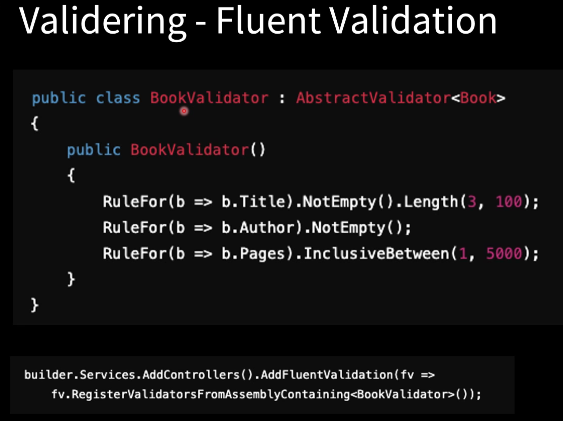 Validering - Fluent Validation
public class BookValidator : AbstractValidator<Book>
{
public BookValidator()
{
RuleFor(b => b.Title).NotEmpty().Length(3, 100);
RuleFor(b => b.Author).NotEmpty();
RuleFor(b => b.Pages).InclusiveBetween(1, 5000);
}
}
builder.Services.AddControllers().AddFluentValidation(fv =>
fv.RegisterValidatorsFromAssemblyContaining<BookValidator>());